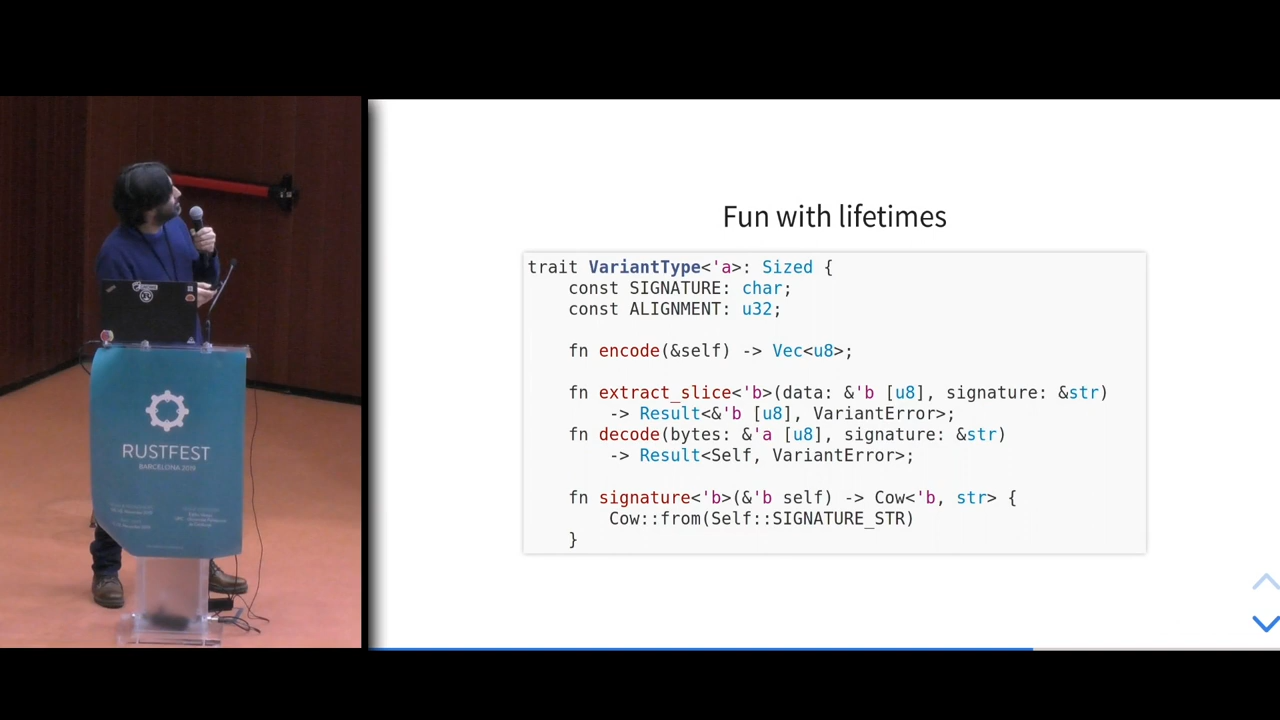 Fun with lifetimes
trait VariantType<'a>: Sized {
    const SIGNATURE: char;
    const ALIGNMENT: u32;

    fn encode(&self) -> Vec<u8>;

    fn extract_slice<'b>(data: &'b [u8], signature: &str)
        -> Result<&'b [u8], VariantError>;
    fn decode(bytes: &'a [u8], signature: &str)
        -> Result<Self, VariantError>;

    fn signature<'b>(&'b self) -> Cow<'b, str> {
        Cow::from(Self::SIGNATURE_STR)
    }
RUSTFEST
BARCELONA 2019